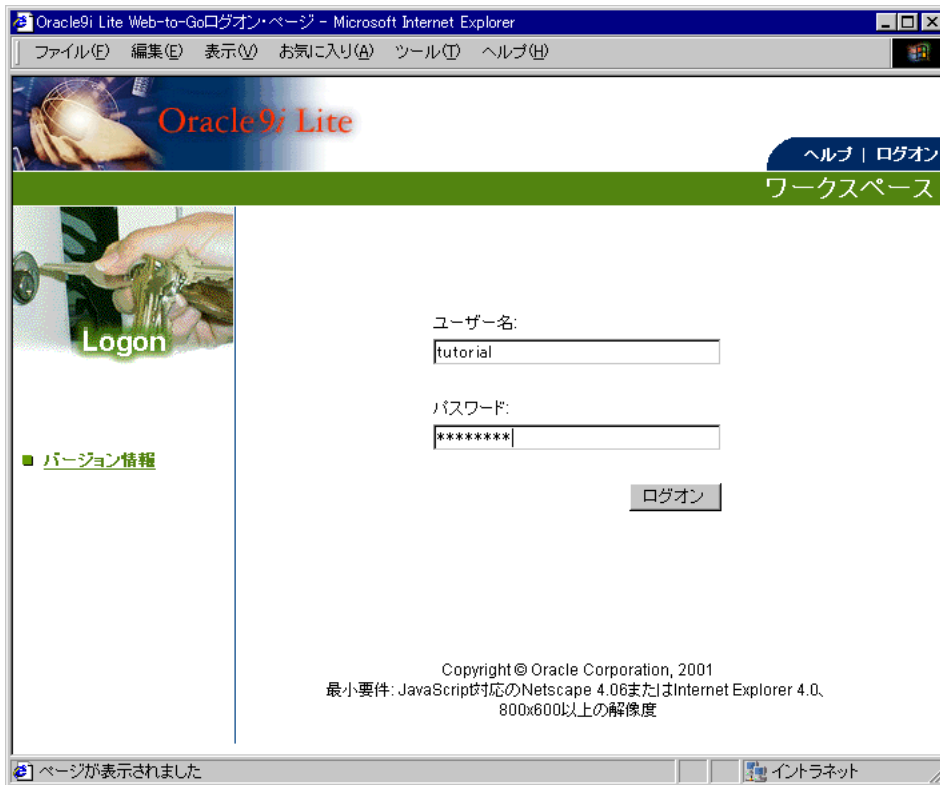 Oracle9i Lite Web-to-Goログオン・ページ - Microsoft Internet Explorer
ファイル(F) 編集(E) 表示(V) お気に入り(A) ツール(T) ヘルプ(H)
Oracle9i Lite
ヘルプ | ログオン
ワークスペース
Logon
ユーザー名:
tutorial
パスワード:
********
バージョン情報
ログオン
Copyright © Oracle Corporation, 2001
最小要件: JavaScript対応のNetscape 4.06またはInternet Explorer 4.0、
800x600以上の解像度
ページが表示されました
イントラネット